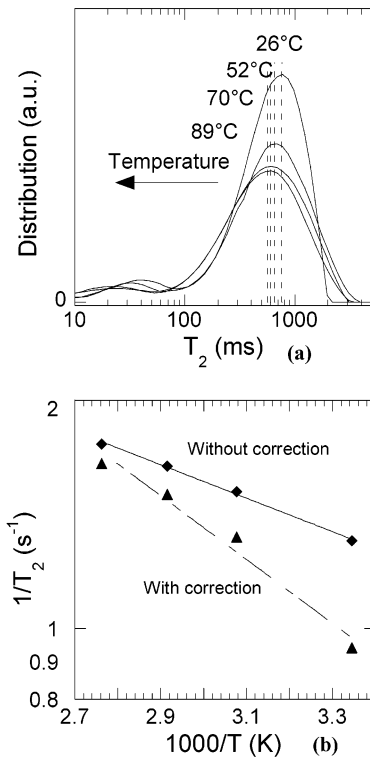 26°C
52°C
70°C
89°C
Temperature
Distribution (a.u.)
0
10 100 1000
T2 (ms) (a)
2
Without correction
1/T2 (s-1)
With correction
1
0.9
0.8
2.7 2.9 3.1 3.3
1000/T (K) (b)